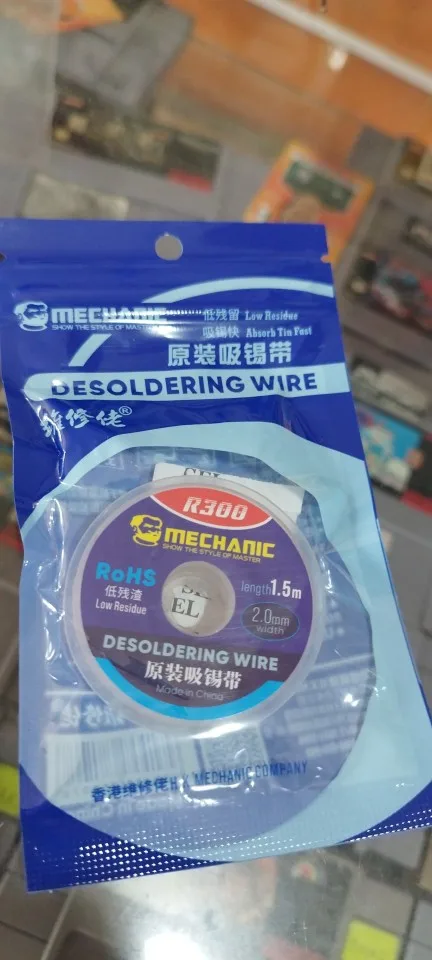 MECHANIC
SHOW THE STYLE OF MASTER
低残留 Low Residue
吸锡快 Absorb Tin Fast
原装吸锡带
DESOLDERING WIRE
维修佬®
R300
MECHANIC
SHOW THE STYLE OF MASTER
RoHS
低残渣
Low Residue
length 1.5m
2.0mm
width
EL
DESOLDERING WIRE
原装吸锡带
Made in China
香港维修佬H.K MECHANIC COMPANY